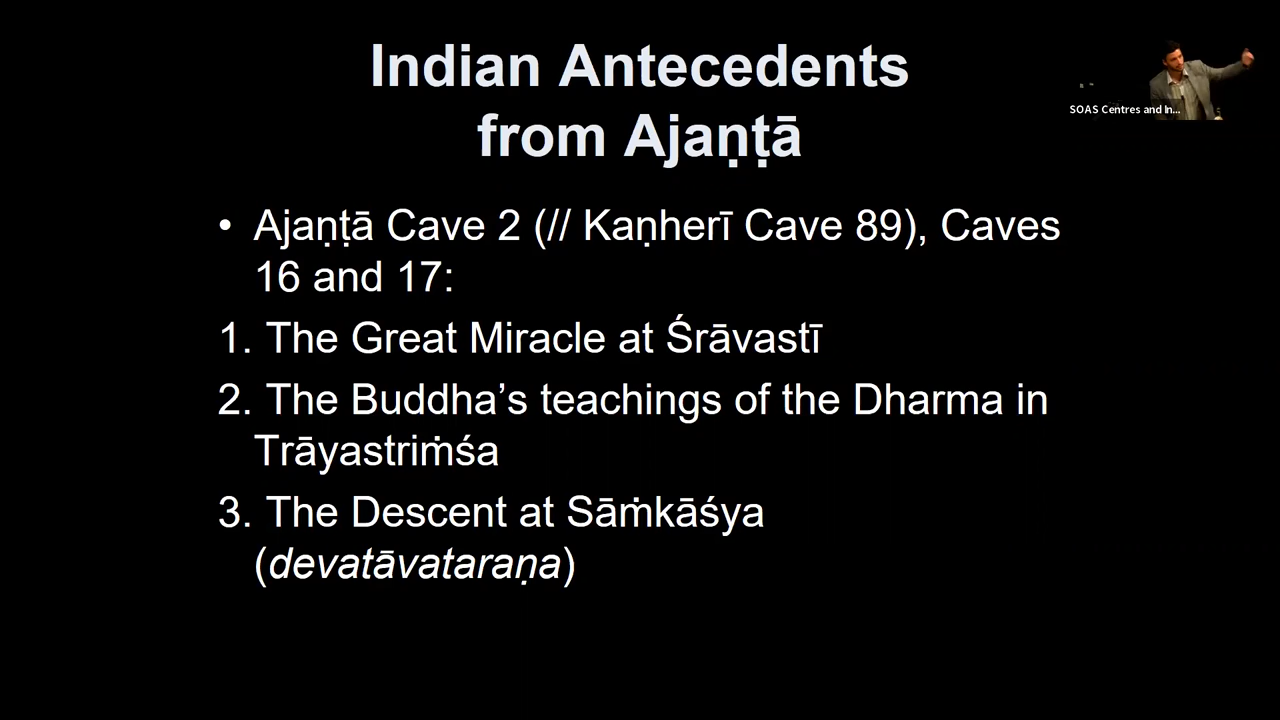 Indian Antecedents
from Ajaṇṭā
• Ajaṇṭā Cave 2 (// Kaṇherī Cave 89), Caves
16 and 17:
1. The Great Miracle at Śrāvastī
2. The Buddha’s teachings of the Dharma in
Trāyastriṁśa
3. The Descent at Sāṁkāśya
(devatāvataraṇa)
SOAS Centres and In...